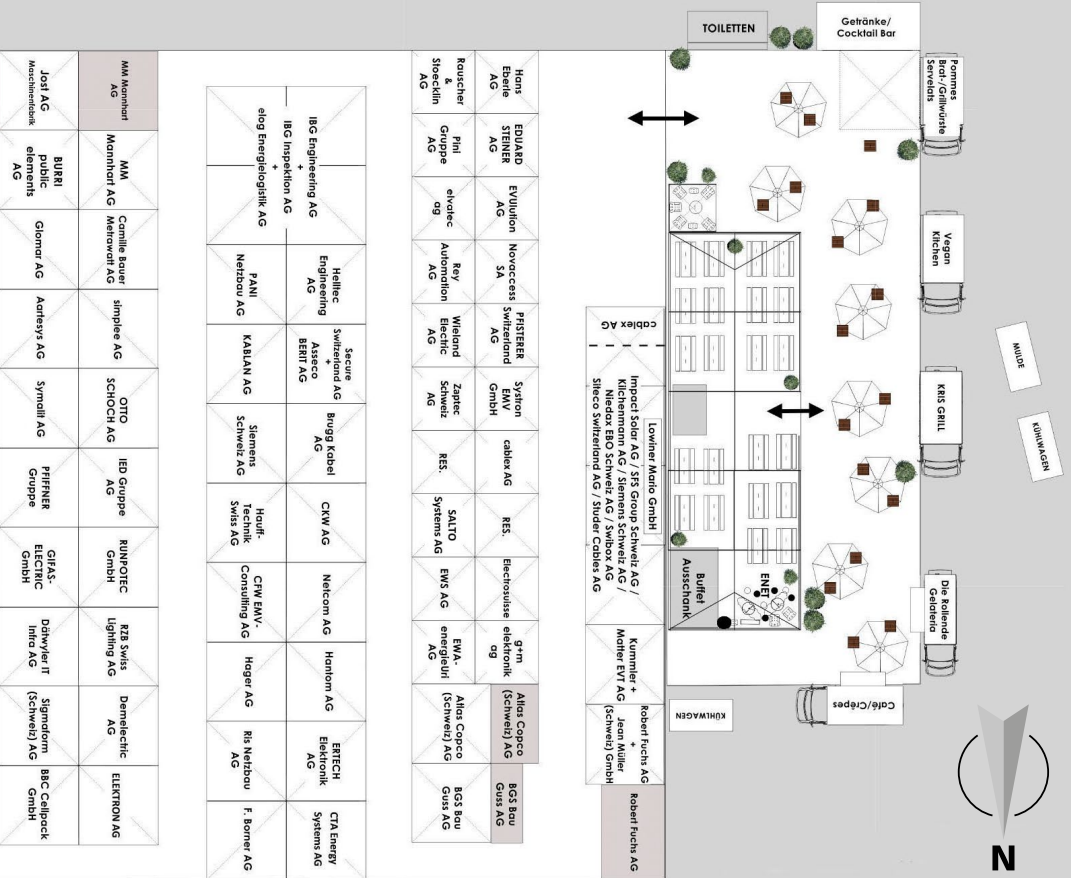 TOILETTEN
Getränke/
Cocktail Bar
Jost AG
Maschinenfabrik
BURRI
public
elements
AG
Glomar AG
Aartesys AG
Symalit AG
PFIFFNER
Gruppe
GIFAS-
ELECTRIC
GmbH
Dätwyler IT
Infra AG
Sigmaform
(Schweiz) AG
BBC Cellpack
GmbH
MM Mannhart
AG
MM
Mannhart AG
Camille Bauer
Metrawatt AG
simplee AG
OTTO
SCHOCH AG
IED Gruppe
AG
RUNPOTEC
GmbH
RZB Swiss
Lighting AG
Demelectric
AG
ELEKTRON AG
IBG Engineering AG
+
IBG Inspektion AG
+
elog Energielogistik AG
PANI
Netzbau AG
KABLAN AG
Siemens
Schweiz AG
Hauff-
Technik
Swiss AG
CFW EMV-
Consulting AG
Hager AG
Ris Netzbau
AG
F. Borner AG
Helltec
Engineering
AG
Secure
Switzerland AG
+
Asseco
BERIT AG
Brugg Kabel
AG
CKW AG
Netcom AG
Hantom AG
ERTECH
Elektronik
AG
CTA Energy
Systems AG
Rauscher
&
Stoecklin
AG
Pini
Gruppe
AG
elvatec
ag
Rey
Automation
AG
Wieland
Electric
AG
Zaptec
Schweiz
AG
RES.
SALTO
Systems AG
EWS AG
EWA-
energieUri
AG
Atlas Copco
(Schweiz) AG
BGS Bau
Guss AG
Hans
Eberle
AG
EDUARD
STEINER
AG
EVUlution
AG
Novaccess
SA
PFISTERER
Switzerland
AG
Systron
EMV
GmbH
cablex AG
RES.
Electrosuisse
g+m
elektronik
ag
Atlas Copco
(Schweiz) AG
BGS Bau
Guss AG
cablex AG
Lowiner Mario GmbH
Impact Solar AG / SFS Group Schweiz AG /
Kilchenmann AG / Siemens Schweiz AG /
Niedax EBO Schweiz AG / Swibox AG
Siteco Switzerland AG / Studer Cables AG
Kummler +
Matter EVT AG
Robert Fuchs AG
+
Jean Müller
(Schweiz) GmbH
Robert Fuchs AG
Buffet
Ausschank
ENET
KÜHLWAGEN
Pommes
Brat-/Grillwürste
Servelats
Vegan
Kitchen
KRIS GRILL
Die Rollende
Gelateria
Café/Crêpes
MULDE
KÜHLWAGEN
N